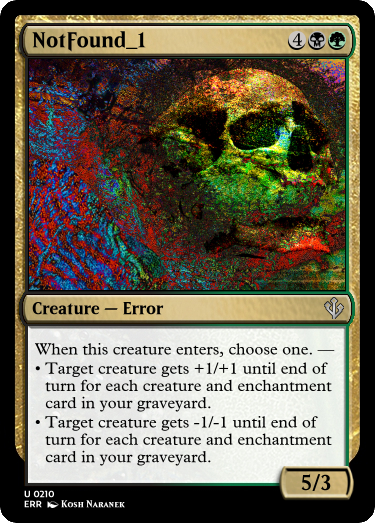 NotFound_1 4
Creature — Error
When this creature enters, choose one. —
• Target creature gets +1/+1 until end of
turn for each creature and enchantment
card in your graveyard.
• Target creature gets -1/-1 until end of
turn for each creature and enchantment
card in your graveyard.
5/3
U 0210
ERR Kosh Naranek